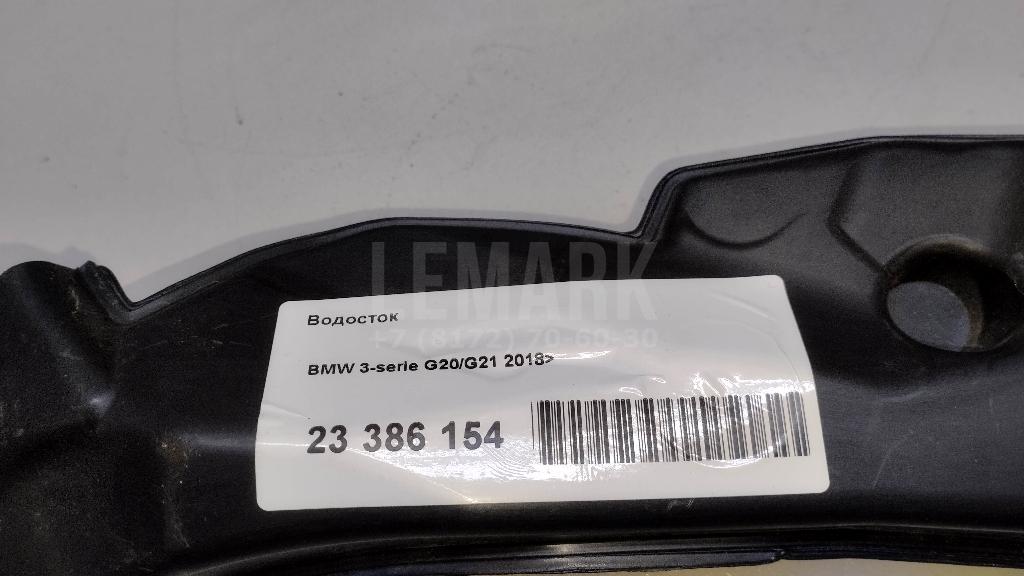 LEMARK
+7 (8172) 70-60-30
Водосток
BMW 3-serie G20/G21 2018>
23 386 154